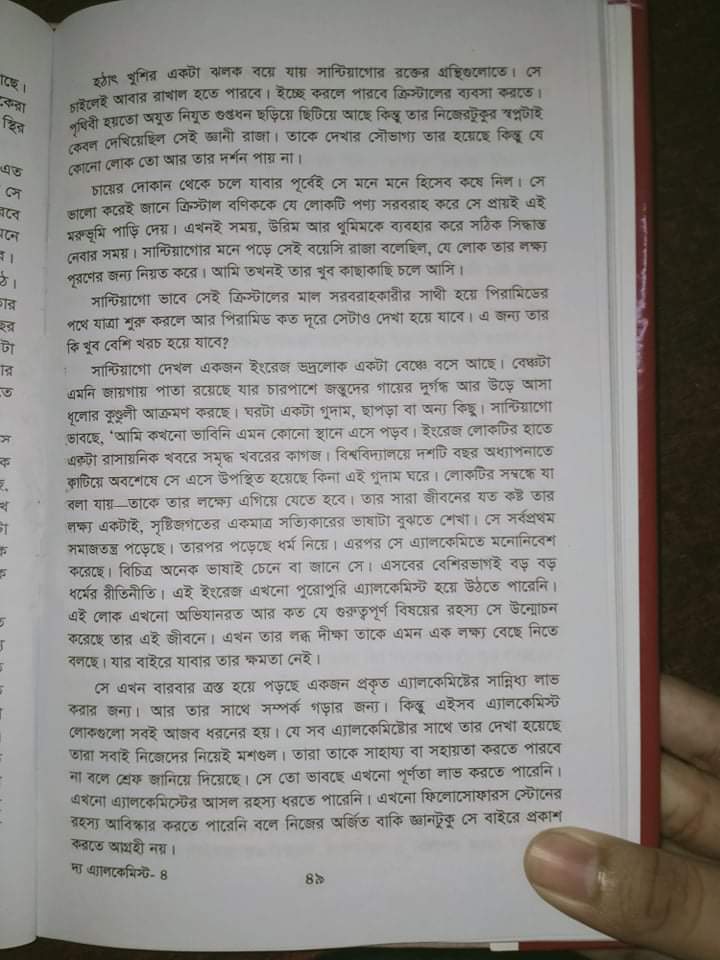 াছে।
কেরা
স্থির
এত
সে
রবে
মনে
র।
ঠ।
চার
ছর
টা
ার
তে
স
ক
হঠাৎ খুশির একটা ঝলক বয়ে যায় সান্টিয়াগোর রক্তের গ্রন্থিগুলোতে। সে
চাইলেই আবার রাখাল হতে পারবে। ইচ্ছে করলে পারবে ক্রিস্টালের ব্যবসা করতে।
পৃথিবী হয়তো অযুত নিযুত গুপ্তধন ছড়িয়ে ছিটিয়ে আছে কিন্তু তার নিজেরটুকুর স্বপ্নটাই
কেবল দেখিয়েছিল সেই জ্ঞানী রাজা। তাকে দেখার সৌভাগ্য তার হয়েছে কিন্তু যে
কোনো লোক তো আর তার দর্শন পায় না।
চায়ের দোকান থেকে চলে যাবার পূর্বেই সে মনে মনে হিসেব কষে নিল। সে
ভালো করেই জানে ক্রিস্টাল বণিককে যে লোকটি পণ্য সরবরাহ করে সে প্রায়ই এই
মরুভূমি পাড়ি দেয়। এখনই সময়, উরিম আর থুমিমকে ব্যবহার করে সঠিক সিদ্ধান্ত
নেবার সময়। সান্টিয়াগোর মনে পড়ে সেই বয়েসি রাজা বলেছিল, যে লোক তার লক্ষ্য
পূরণের জন্য নিয়ত করে। আমি তখনই তার খুব কাছাকাছি চলে আসি।
সান্টিয়াগো ভাবে সেই ক্রিস্টালের মাল সরবরাহকারীর সাথী হয়ে পিরামিডের
পথে যাত্রা শুরু করলে আর পিরামিড কত দূরে সেটাও দেখা হয়ে যাবে। এ জন্য তার
কি খুব বেশি খরচ হয়ে যাবে?
সান্টিয়াগো দেখল একজন ইংরেজ ভদ্রলোক একটা বেঞ্চে বসে আছে। বেঞ্চটা
এমনি জায়গায় পাতা রয়েছে যার চারপাশে জন্তুদের গায়ের দুর্গন্ধ আর উড়ে আসা
ধূলোর কুণ্ডুলী আক্রমণ করছে। ঘরটা একটা গুদাম, ছাপড়া বা অন্য কিছু। সান্টিয়াগো
ভাবছে, ‘আমি কখনো ভাবিনি এমন কোনো স্থানে এসে পড়ব। ইংরেজ লোকটির হাতে
একটা রাসায়নিক খবরে সমৃদ্ধ খবরের কাগজ। বিশ্ববিদ্যালয়ে দশটি বছর অধ্যাপনাতে
কাটিয়ে অবশেষে সে এসে উপস্থিত হয়েছে কিনা এই গুদাম ঘরে। লোকটির সম্বন্ধে যা
বলা যায়—তাকে তার লক্ষ্যে এগিয়ে যেতে হবে। তার সারা জীবনের যত কষ্ট তার
লক্ষ্য একটাই, সৃষ্টিজগতের একমাত্র সত্যিকারের ভাষাটা বুঝতে শেখা। সে সর্বপ্রথম
সমাজতন্ত্র পড়েছে। তারপর পড়েছে ধর্ম নিয়ে। এরপর সে এ্যালকেমিতে মনোনিবেশ
করেছে। বিচিত্র অনেক ভাষাই চেনে বা জানে সে। এসবের বেশিরভাগই বড় বড়
ধর্মের রীতিনীতি। এই ইংরেজ এখনো পুরোপুরি এ্যালকেমিস্ট হয়ে উঠতে পারেনি।
এই লোক এখনো অভিযানরত আর কত যে গুরুত্বপূর্ণ বিষয়ের রহস্য সে উন্মোচন
করেছে তার এই জীবনে। এখন তার লব্ধ দীক্ষা তাকে এমন এক লক্ষ্য বেছে নিতে
বলছে। যার বাইরে যাবার তার ক্ষমতা নেই।
সে এখন বারবার ত্রস্ত হয়ে পড়ছে একজন প্রকৃত এ্যালকেমিষ্টের সান্নিধ্য লাভ
করার জন্য। আর তার সাথে সম্পর্ক গড়ার জন্য। কিন্তু এইসব এ্যালকেমিস্ট
লোকগুলো সবই আজব ধরনের হয়। যে সব এ্যালকেমিষ্টোর সাথে তার দেখা হয়েছে
তারা সবাই নিজেদের নিয়েই মশগুল। তারা তাকে সাহায্য বা সহায়তা করতে পারবে
না বলে শ্রেফ জানিয়ে দিয়েছে। সে তো ভাবছে এখনো পূর্ণতা লাভ করতে পারেনি।
এখনো এ্যালকেমিস্টের আসল রহস্য ধরতে পারেনি। এখনো ফিলোসোফারস স্টোনের
রহস্য আবিষ্কার করতে পারেনি বলে নিজের অর্জিত বাকি জ্ঞানটুকু সে বাইরে প্রকাশ
করতে আগ্রহী নয়।
দ্য এ্যালকেমিস্ট- ৪
৪৯